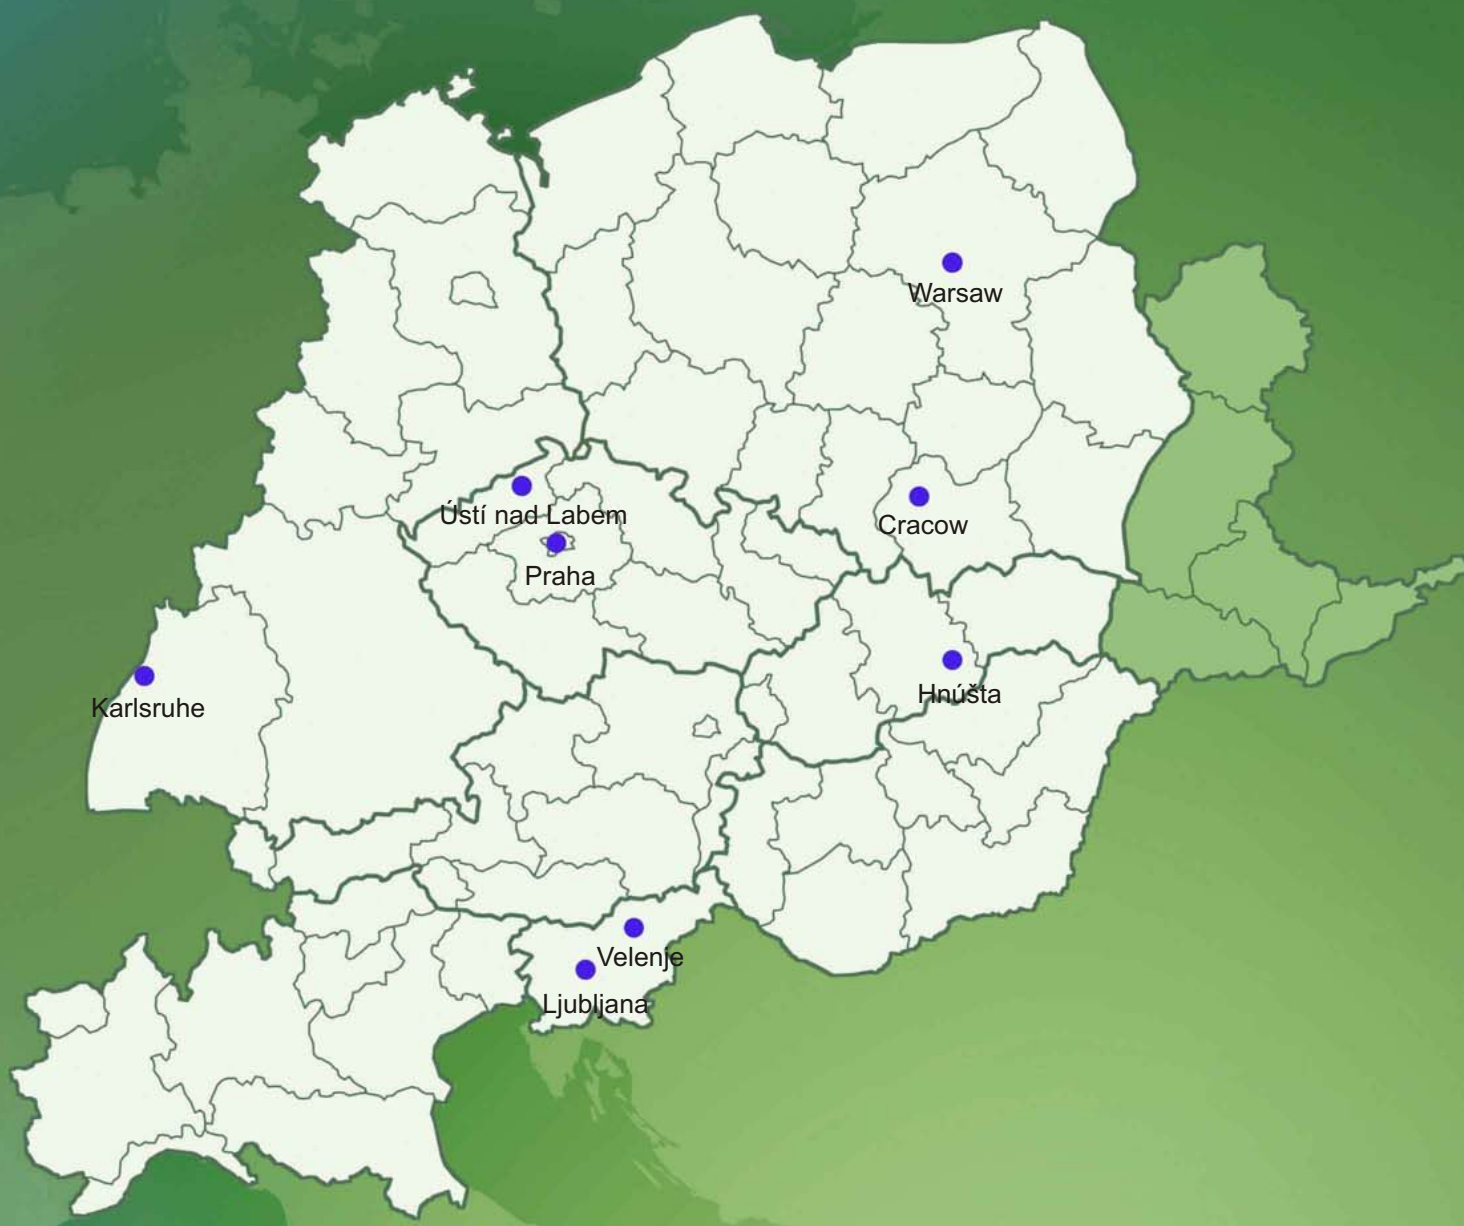 Warsaw
Ústí nad Labem
Cracow
Praha
Hnúšta
Karlsruhe
Velenje
Ljubljana